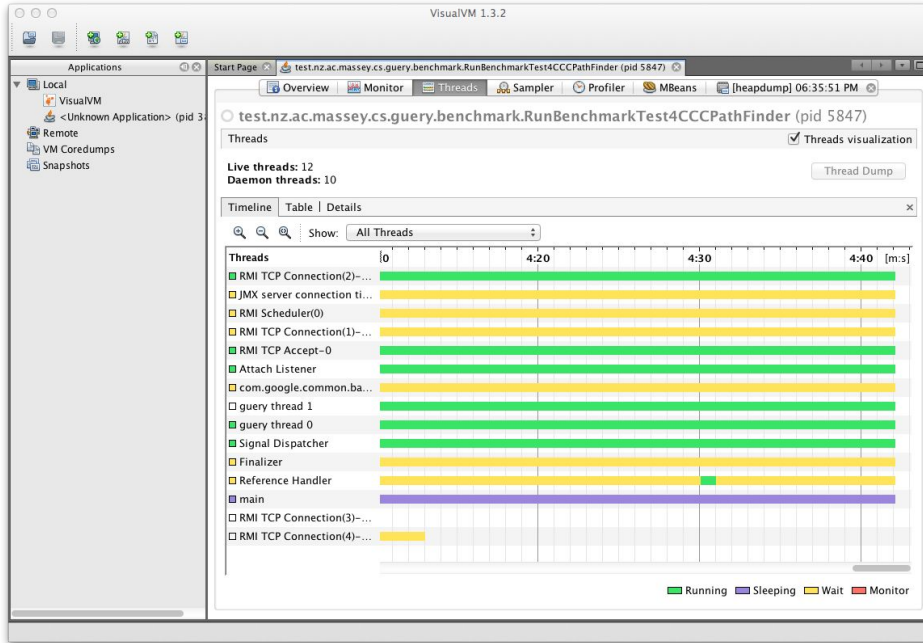 VisualVM 1.3.2
Applications
Local
VisualVM
<Unknown Application> (pid 3
Remote
VM Coredumps
Snapshots
Start Page
test.nz.ac.massey.cs.guery.benchmark.RunBenchmarkTest4CCCPathFinder (pid 5847)
Overview Monitor Threads Sampler Profiler MBeans [heapdump] 06:35:51 PM
test.nz.ac.massey.cs.guery.benchmark.RunBenchmarkTest4CCCPathFinder (pid 5847)
Threads Threads visualization
Live threads: 12
Daemon threads: 10
Thread Dump
Timeline Table Details
Show: All Threads
Threads 0 4:20 4:30 4:40 [m:s]
RMI TCP Connection(2)-...
JMX server connection ti...
RMI Scheduler(0)
RMI TCP Connection(1)-...
RMI TCP Accept-0
Attach Listener
com.google.common.ba...
guery thread 1
guery thread 0
Signal Dispatcher
Finalizer
Reference Handler
main
RMI TCP Connection(3)-...
RMI TCP Connection(4)-...
Running Sleeping Wait Monitor